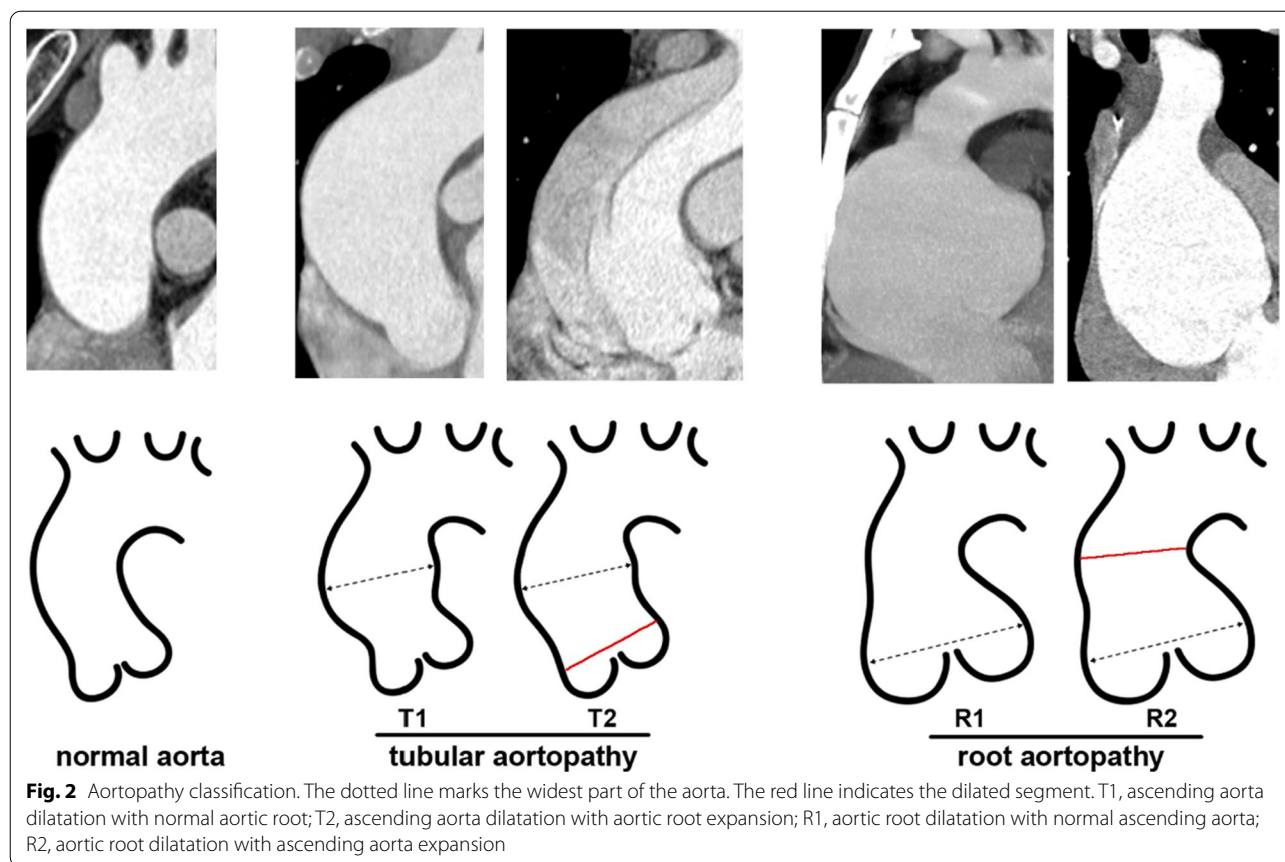 T1 T2 R1 R2
normal aorta tubular aortopathy root aortopathy
Fig. 2 Aortopathy classification. The dotted line marks the widest part of the aorta. The red line indicates the dilated segment. T1, ascending aorta
dilatation with normal aortic root; T2, ascending aorta dilatation with aortic root expansion; R1, aortic root dilatation with normal ascending aorta;
R2, aortic root dilatation with ascending aorta expansion